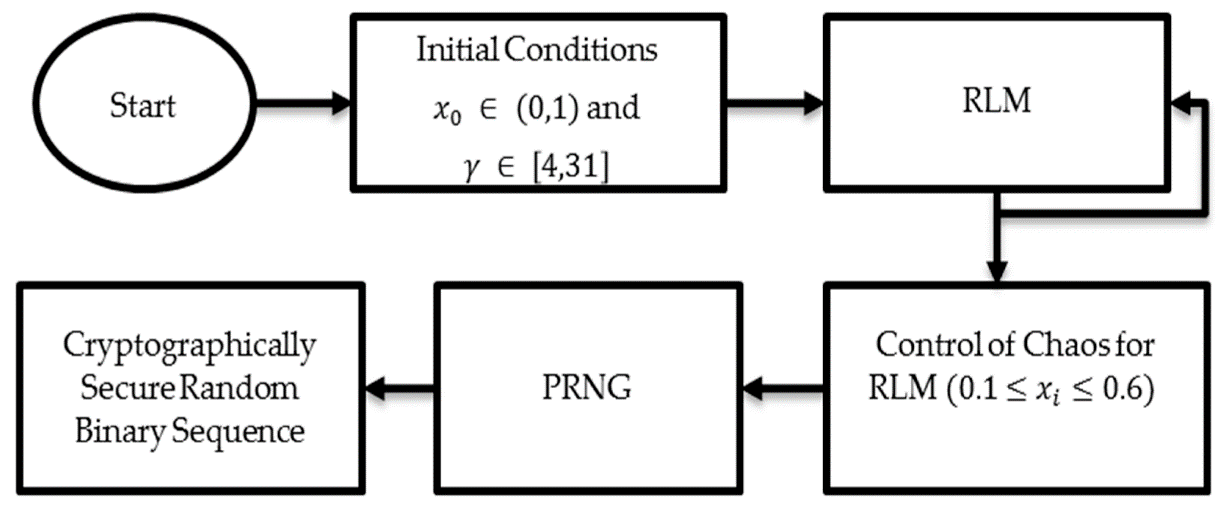 Start
Initial Conditions
x₀ ∈ (0,1) and
γ ∈ [4,31]
RLM
Control of Chaos for
RLM (0.1 ≤ xᵢ ≤ 0.6)
PRNG
Cryptographically
Secure Random
Binary Sequence